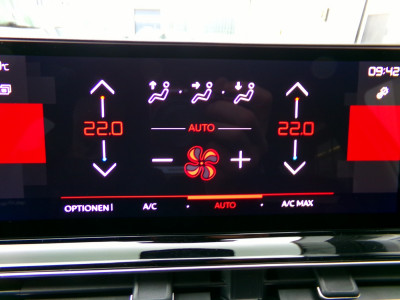 09:42
22.0 22.0
AUTO
OPTIONEN A/C AUTO A/C MAX